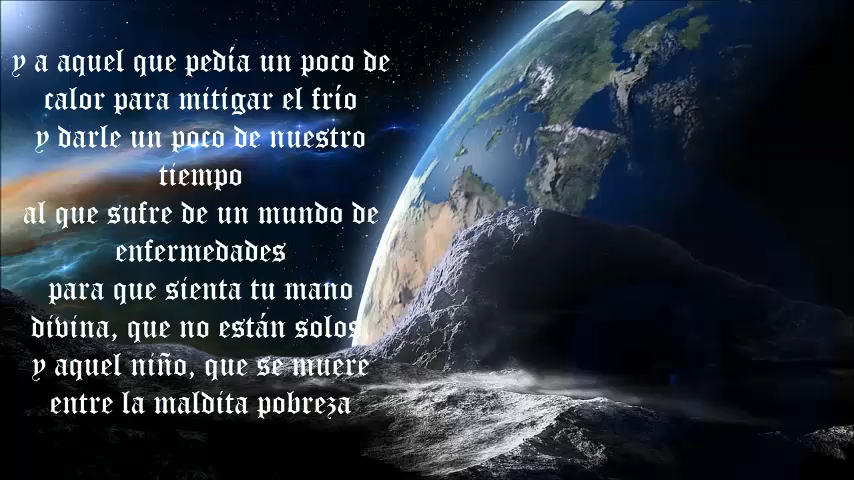 y a aquel que pedía un poco de
calor para mitigar el frío
y darle un poco de nuestro
tiempo
al que sufre de un mundo de
enfermedades
para que sienta tu mano
divina, que no están solos,
y aquel niño, que se muere
entre la maldita pobreza